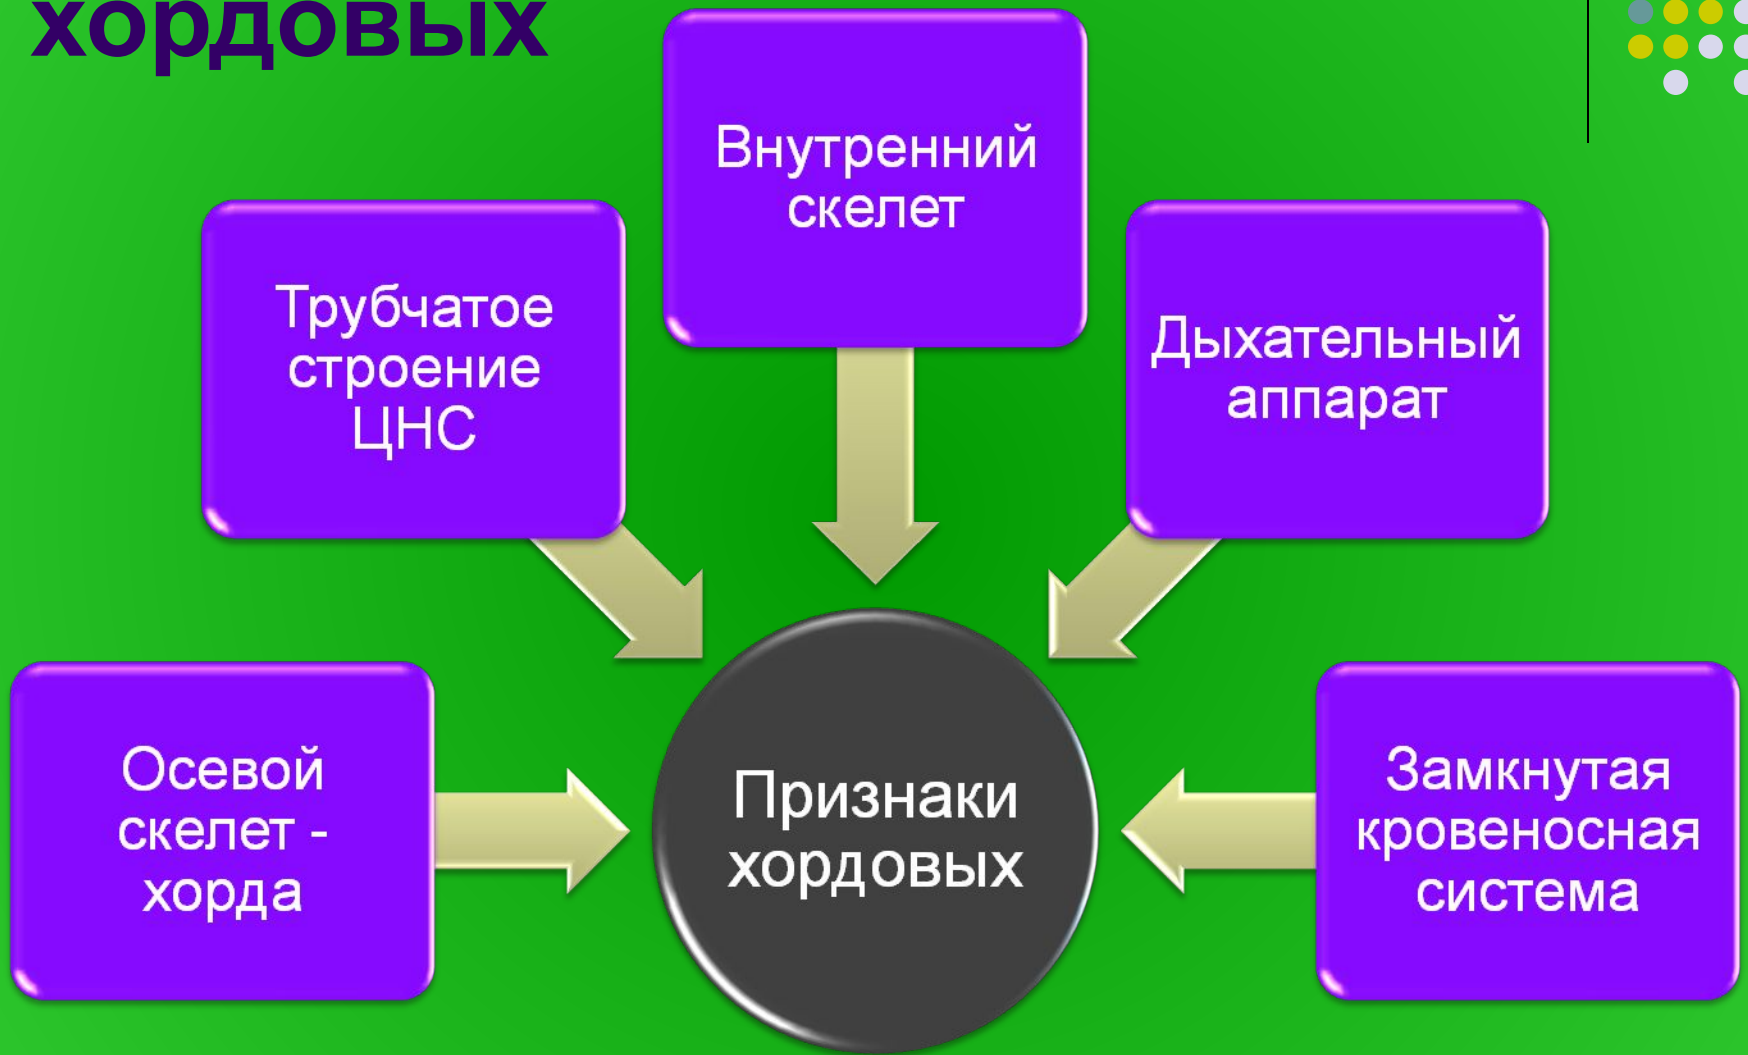 хордовых
Внутренний
скелет
Трубчатое
строение
ЦНС
Дыхательный
аппарат
Осевой
скелет -
хорда
Признаки
хордовых
Замкнутая
кровеносная
система